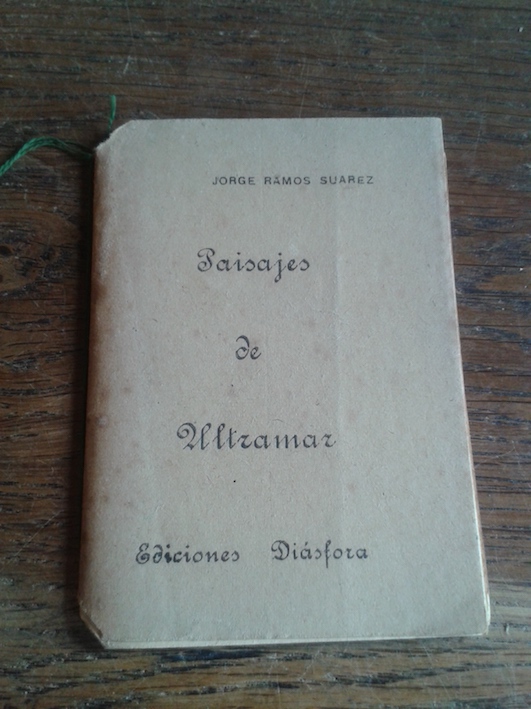 JORGE RAMOS SUAREZ
Paisajes
de
Ultramar
Ediciones Diásfora